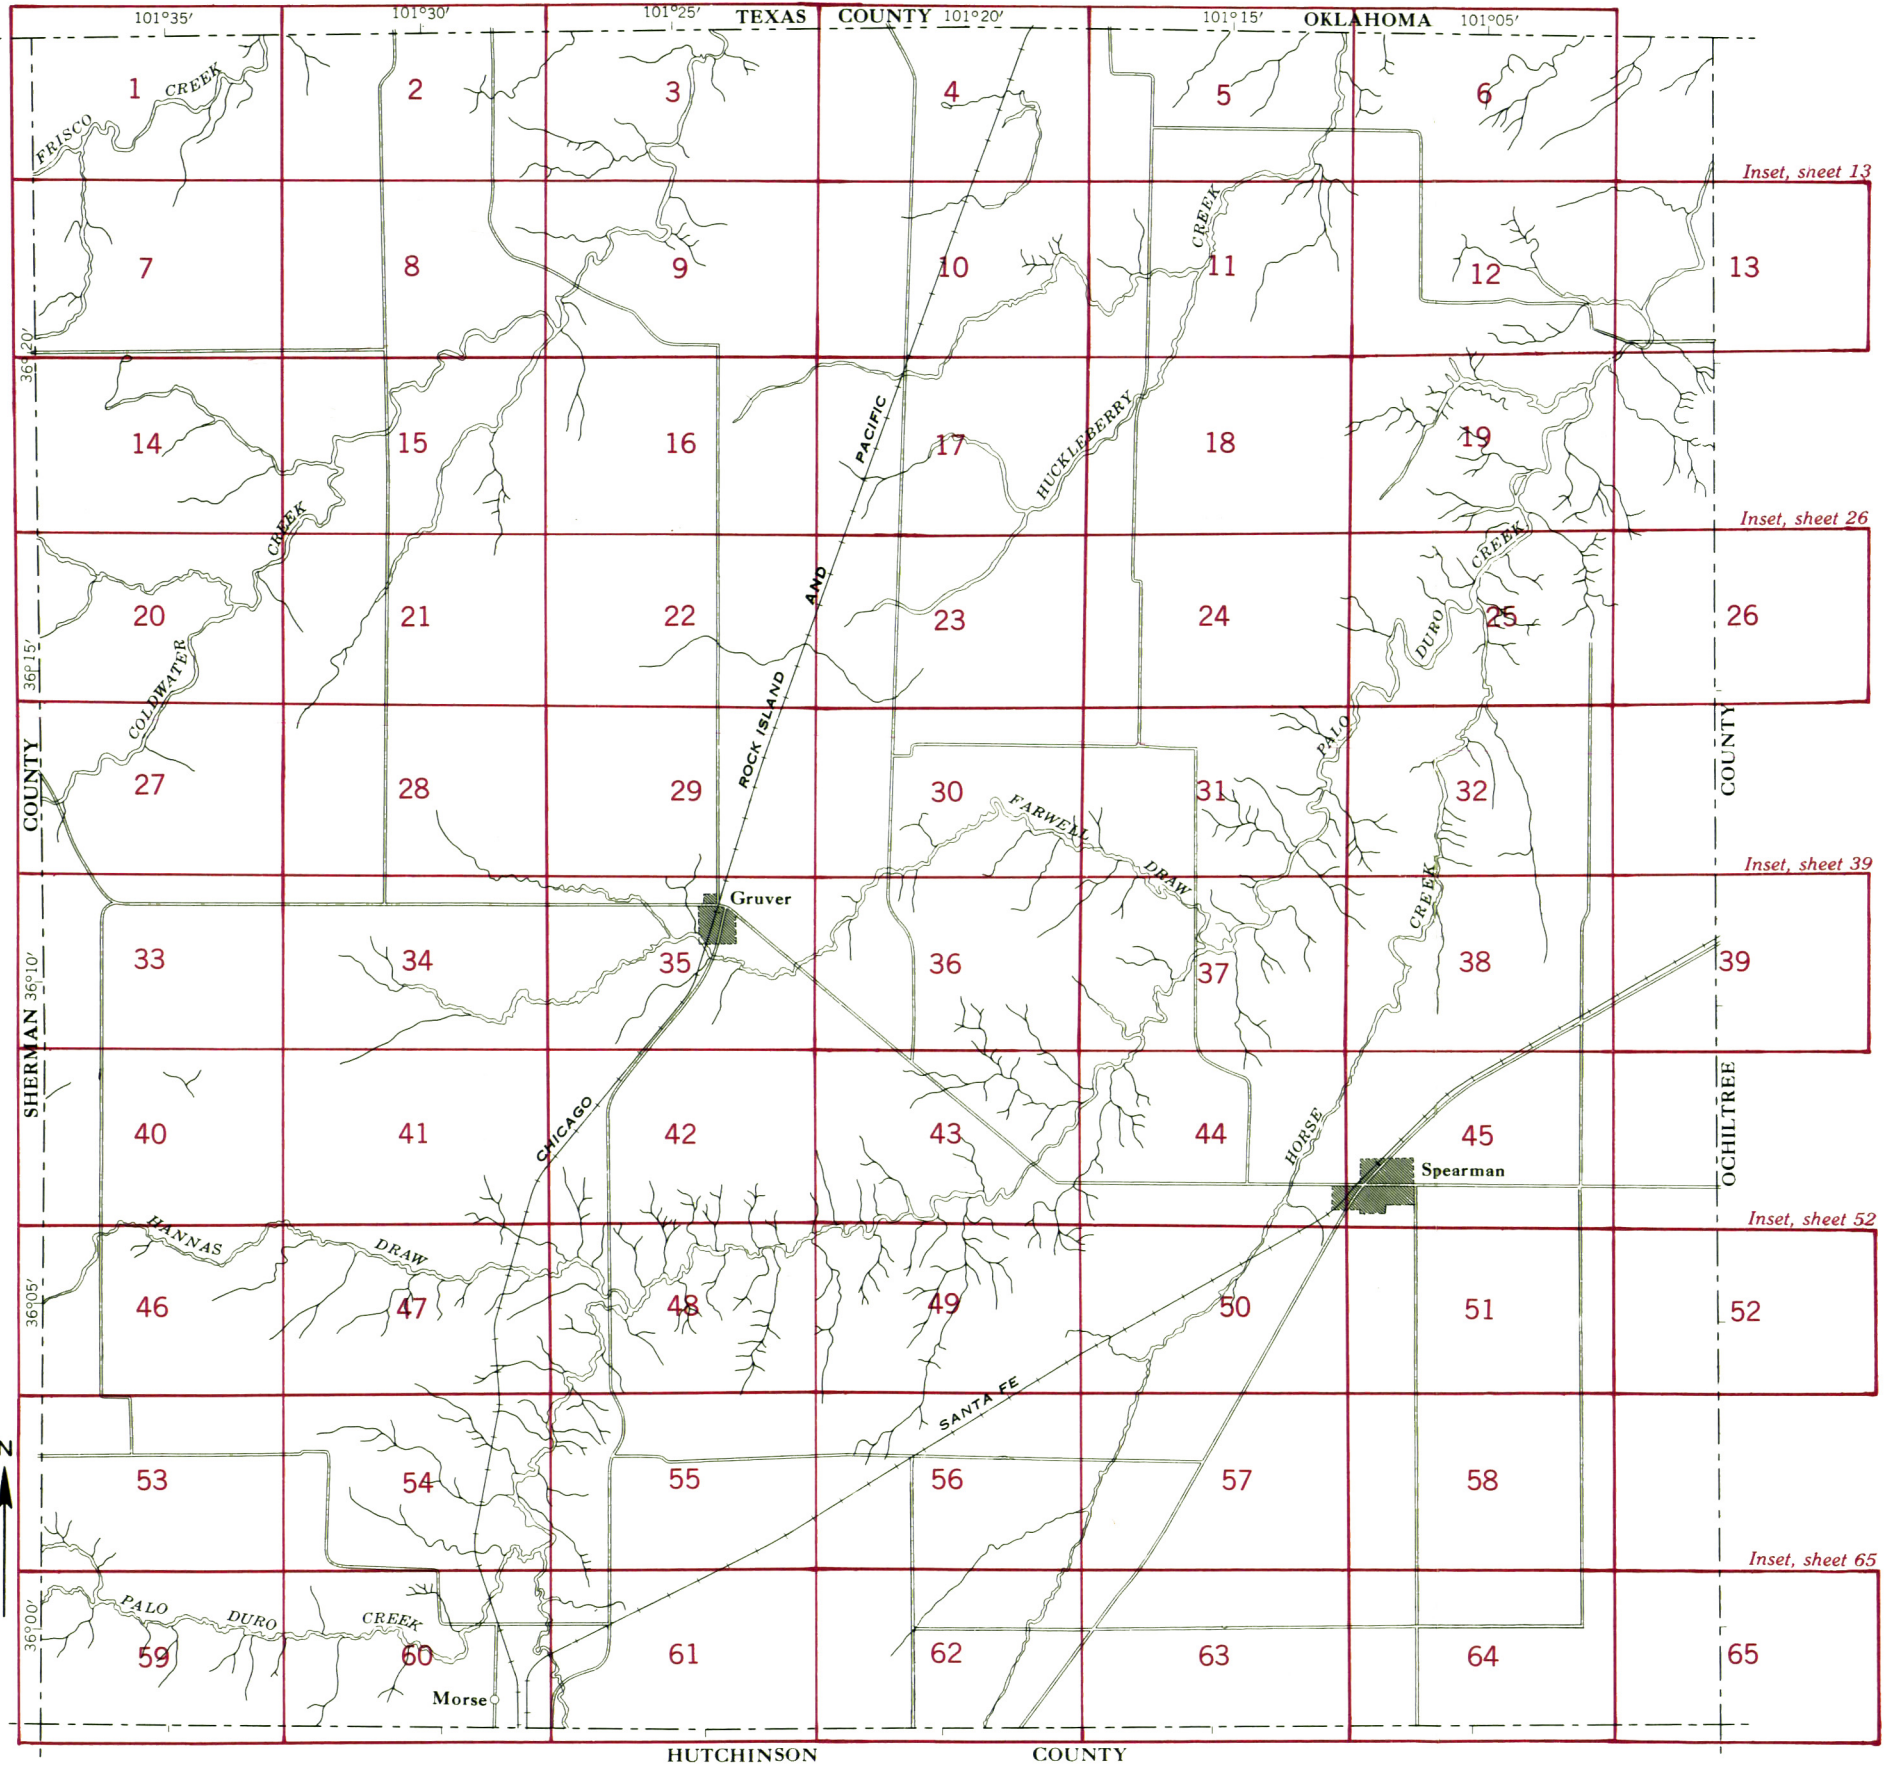 101°35′ 101°30′ 101°25′ TEXAS COUNTY 101°20′ 101°15′ OKLAHOMA 101°05′
1 2 3 4 5 6
FRISCO CREEK
Inset, sheet 13
7 8 9 10 11 12 13
CREEK
36°20′
14 15 16 17 18 19
PACIFIC
HUCKLEBERRY
CREEK
Inset, sheet 26
CREEK
AND
20 21 22 23 24 25 26
DURO
36°15′
COLDWATER
ROCK ISLAND
PALO
COUNTY
COUNTY
27 28 29 30 31 32
FARWELL
DRAW
Inset, sheet 39
Gruver
CREEK
33 34 35 36 37 38 39
36°10′
SHERMAN
OCHILTREE
CHICAGO
40 41 42 43 44 45
HORSE
Spearman
Inset, sheet 52
HANNAS DRAW
36°05′
46 47 48 49 50 51 52
SANTA FE
N
53 54 55 56 57 58
Inset, sheet 65
PALO DURO CREEK
36°00′
59 60 61 62 63 64 65
Morse
HUTCHINSON COUNTY